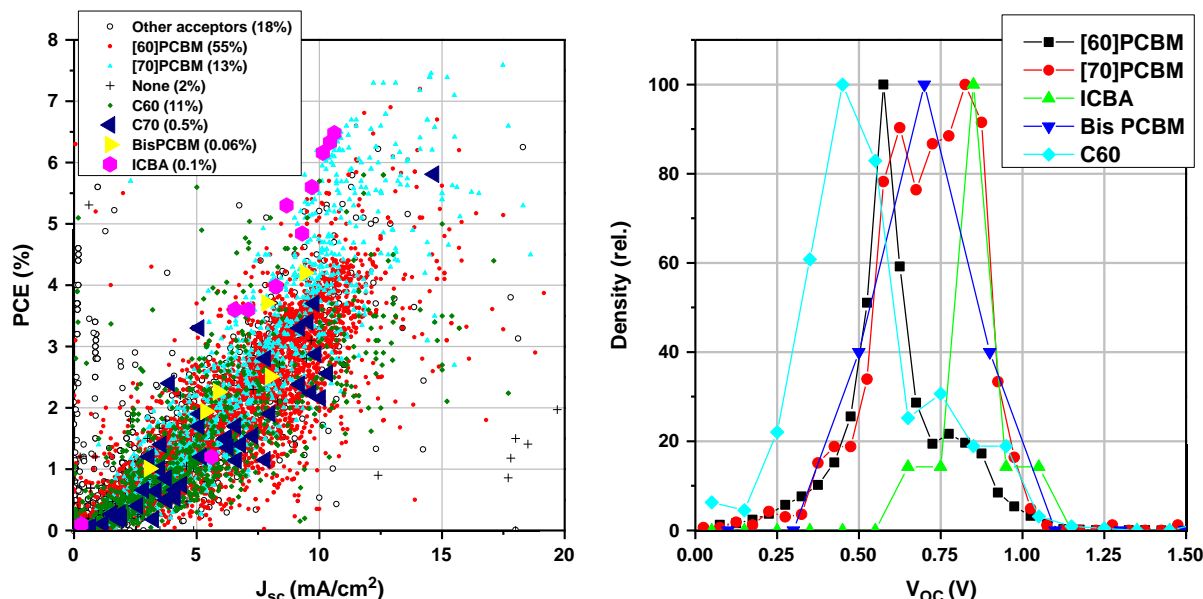 Other acceptors (18%)
[60]PCBM (55%)
[70]PCBM (13%)
None (2%)
C60 (11%)
C70 (0.5%)
BisPCBM (0.06%)
ICBA (0.1%)
8
7
6
5
4
3
2
1
0
PCE (%)
0
5
10
15
20
Jsc (mA/cm²)
[60]PCBM
[70]PCBM
ICBA
Bis PCBM
C60
100
80
60
40
20
0
Density (rel.)
0.00
0.25
0.50
0.75
1.00
1.25
1.50
VOC (V)